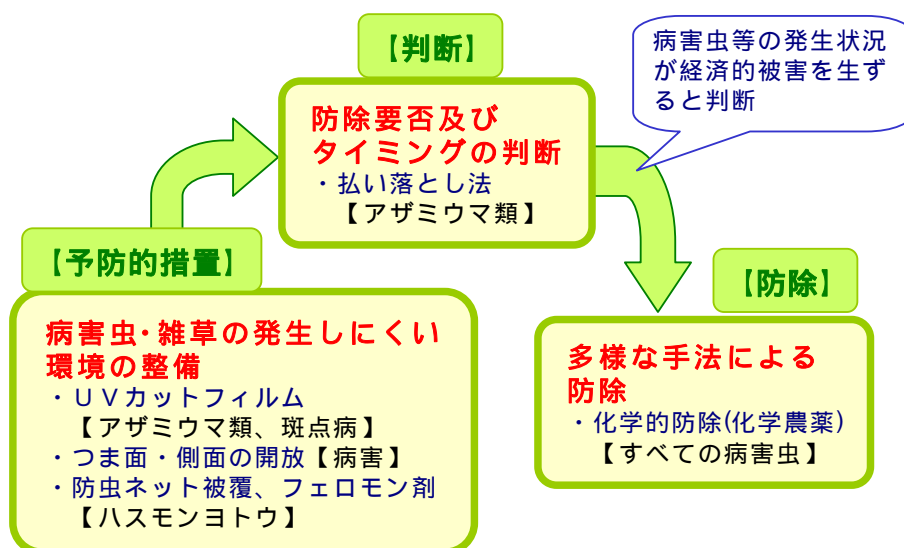 【予防的措置】
病害虫･雑草の発生しにくい
環境の整備
・ＵＶカットフィルム
【アザミウマ類、斑点病】
・つま面・側面の開放【病害】
・防虫ネット被覆、フェロモン剤
【ハスモンヨトウ】
【判断】
防除要否及び
タイミングの判断
・払い落とし法
【アザミウマ類】
病害虫等の発生状況
が経済的被害を生ず
ると判断
【防除】
多様な手法による
防除
・化学的防除(化学農薬)
【すべての病害虫】